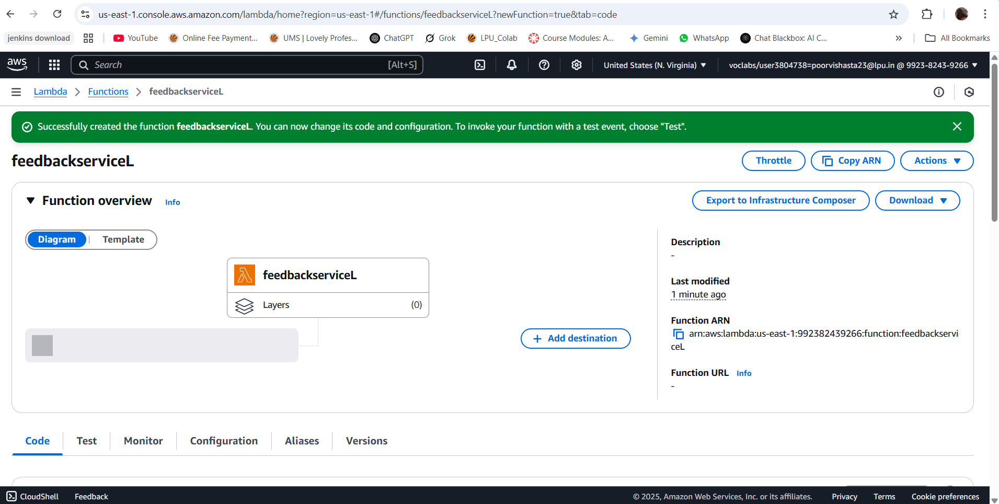 us-east-1.console.aws.amazon.com/lambda/home?region=us-east-1#/functions/feedbackserviceL?newFunction=true&tab=code
jenkins download YouTube Online Fee Payment... UMS | Lovely Profes... ChatGPT Grok LPU_Colab Course Modules: A... Gemini WhatsApp Chat Blackbox: AI C... » All Bookmarks
aws Search [Alt+S] United States (N. Virginia) voclabs/user3804738=poorvishasta23@lpu.in @ 9923-8243-9266
Lambda Functions feedbackserviceL
Successfully created the function feedbackserviceL. You can now change its code and configuration. To invoke your function with a test event, choose "Test".
feedbackserviceL Throttle Copy ARN Actions
Function overview Info Export to Infrastructure Composer Download
Diagram Template
Description
-
feedbackserviceL
Layers (0)
Last modified
1 minute ago
Function ARN
arn:aws:lambda:us-east-1:992382439266:function:feedbackservi
ceL
+ Add destination
Function URL Info
-
Code Test Monitor Configuration Aliases Versions
CloudShell Feedback © 2025, Amazon Web Services, Inc. or its affiliates. Privacy Terms Cookie preferences